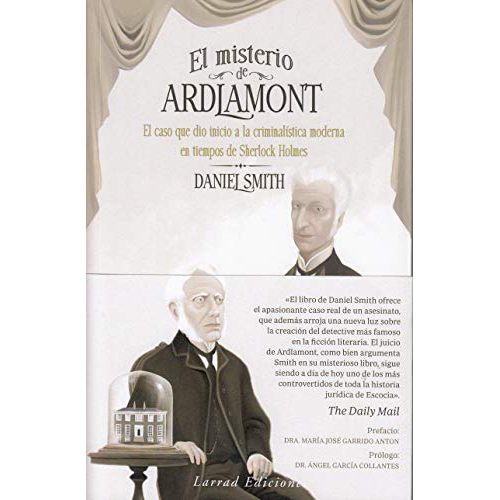 El misterio
de
ARDLAMONT
El caso que dio inicio a la criminalística moderna
en tiempos de Sherlock Holmes
DANIEL SMITH
«El libro de Daniel Smith ofrece
el apasionante caso real de un asesinato,
que además arroja una nueva luz sobre
la creación del detective más famoso
en la ficción literaria. El juicio
de Ardlamont, como bien argumenta
Smith en su misterioso libro, sigue
siendo a día de hoy uno de los más
controvertidos de toda la historia
jurídica de Escocia».
The Daily Mail
Prefacio:
DRA. MARÍA JOSÉ GARRIDO ANTON
Prólogo:
DR. ÁNGEL GARCÍA COLLANTES
Larrad Edicione